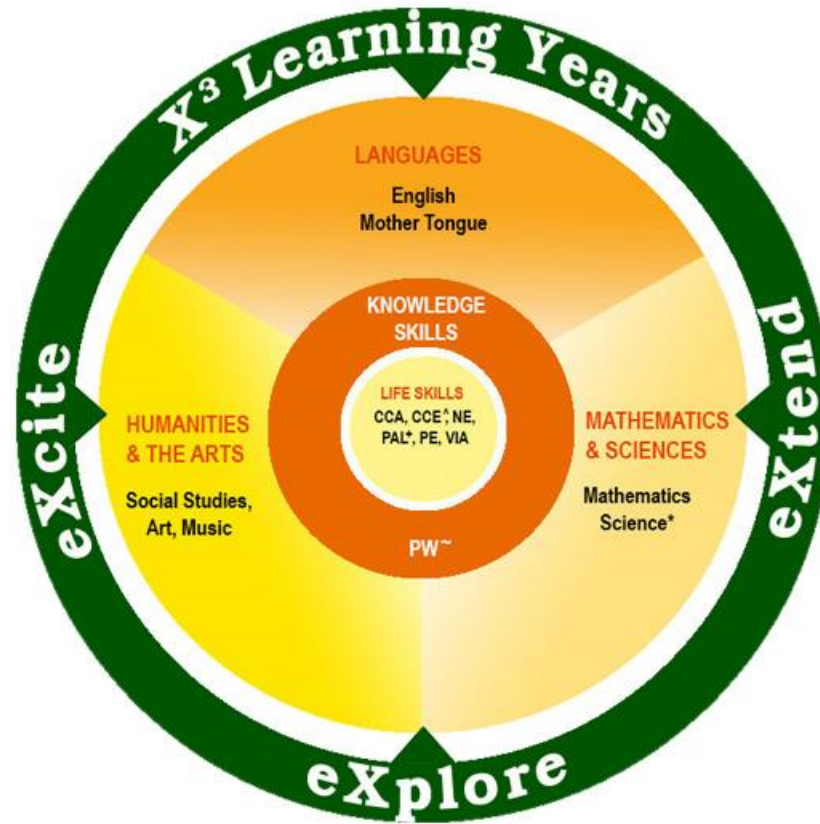 X³ Learning Years
LANGUAGES
English
Mother Tongue
KNOWLEDGE
SKILLS
LIFE SKILLS
CCA, CCE^, NE,
PAL+, PE, VIA
PW~
HUMANITIES
& THE ARTS
Social Studies,
Art, Music
MATHEMATICS
& SCIENCES
Mathematics
Science*
eXcite
eXplore
eXtend